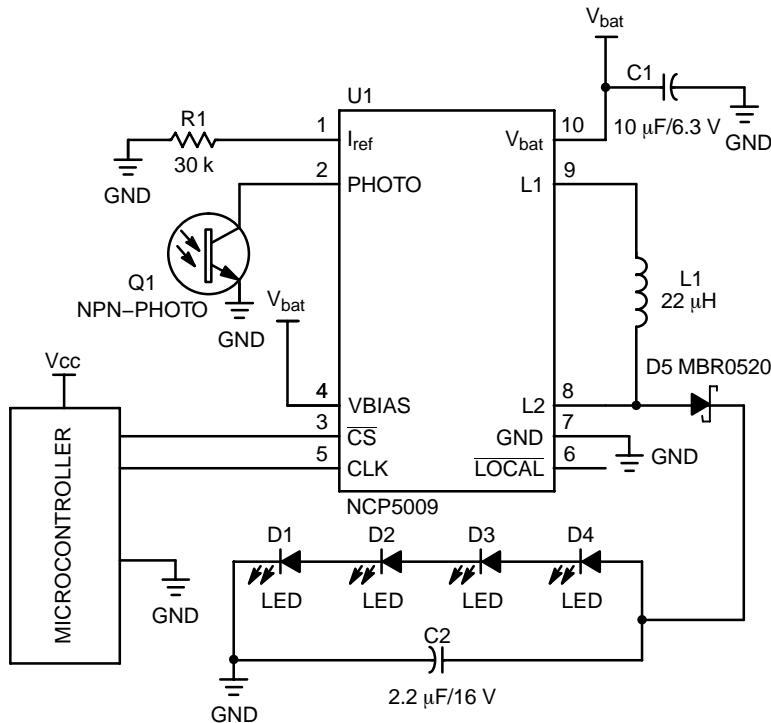 Vbat
C1
10 µF/6.3 V
GND
U1
R1
30 k
GND
1
Iref
Vbat
10
2
PHOTO
L1
9
Q1
NPN–PHOTO
GND
Vbat
L1
22 µH
D5 MBR0520
Vcc
4
VBIAS
L2
8
3
CS
GND
7
GND
5
CLK
LOCAL
6
NCP5009
MICROCONTROLLER
GND
D1
D2
D3
D4
LED
LED
LED
LED
C2
2.2 µF/16 V
GND